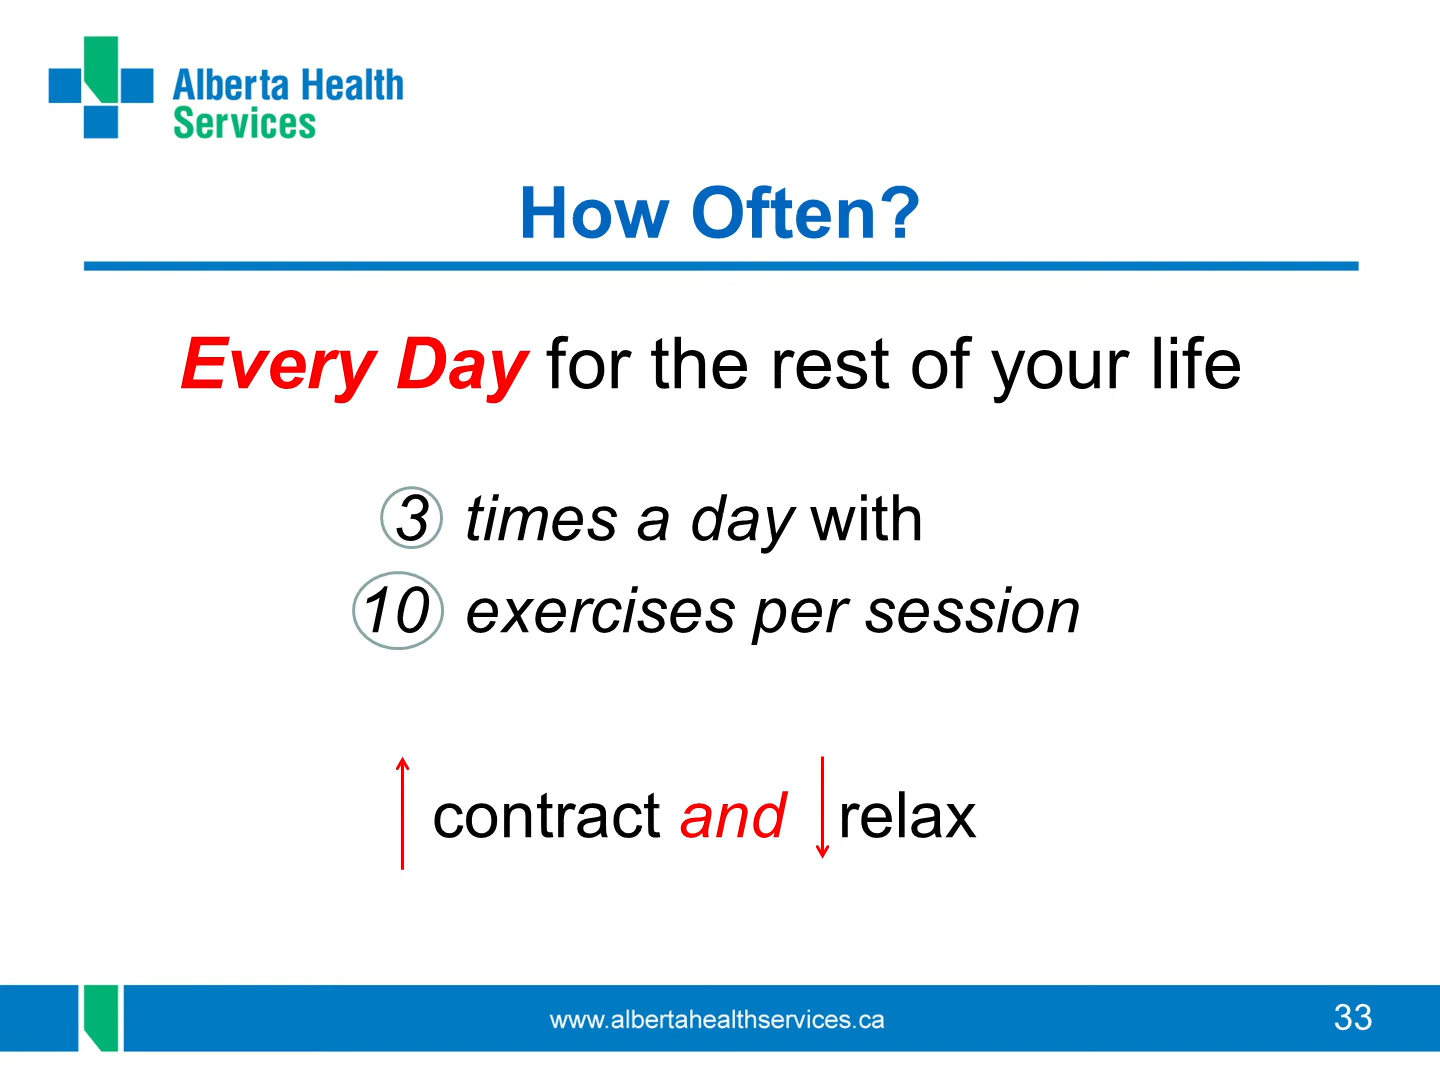 Alberta Health
Services
How Often?
Every Day for the rest of your life
3 times a day with
10 exercises per session
contract and relax
www.albertahealthservices.ca
33